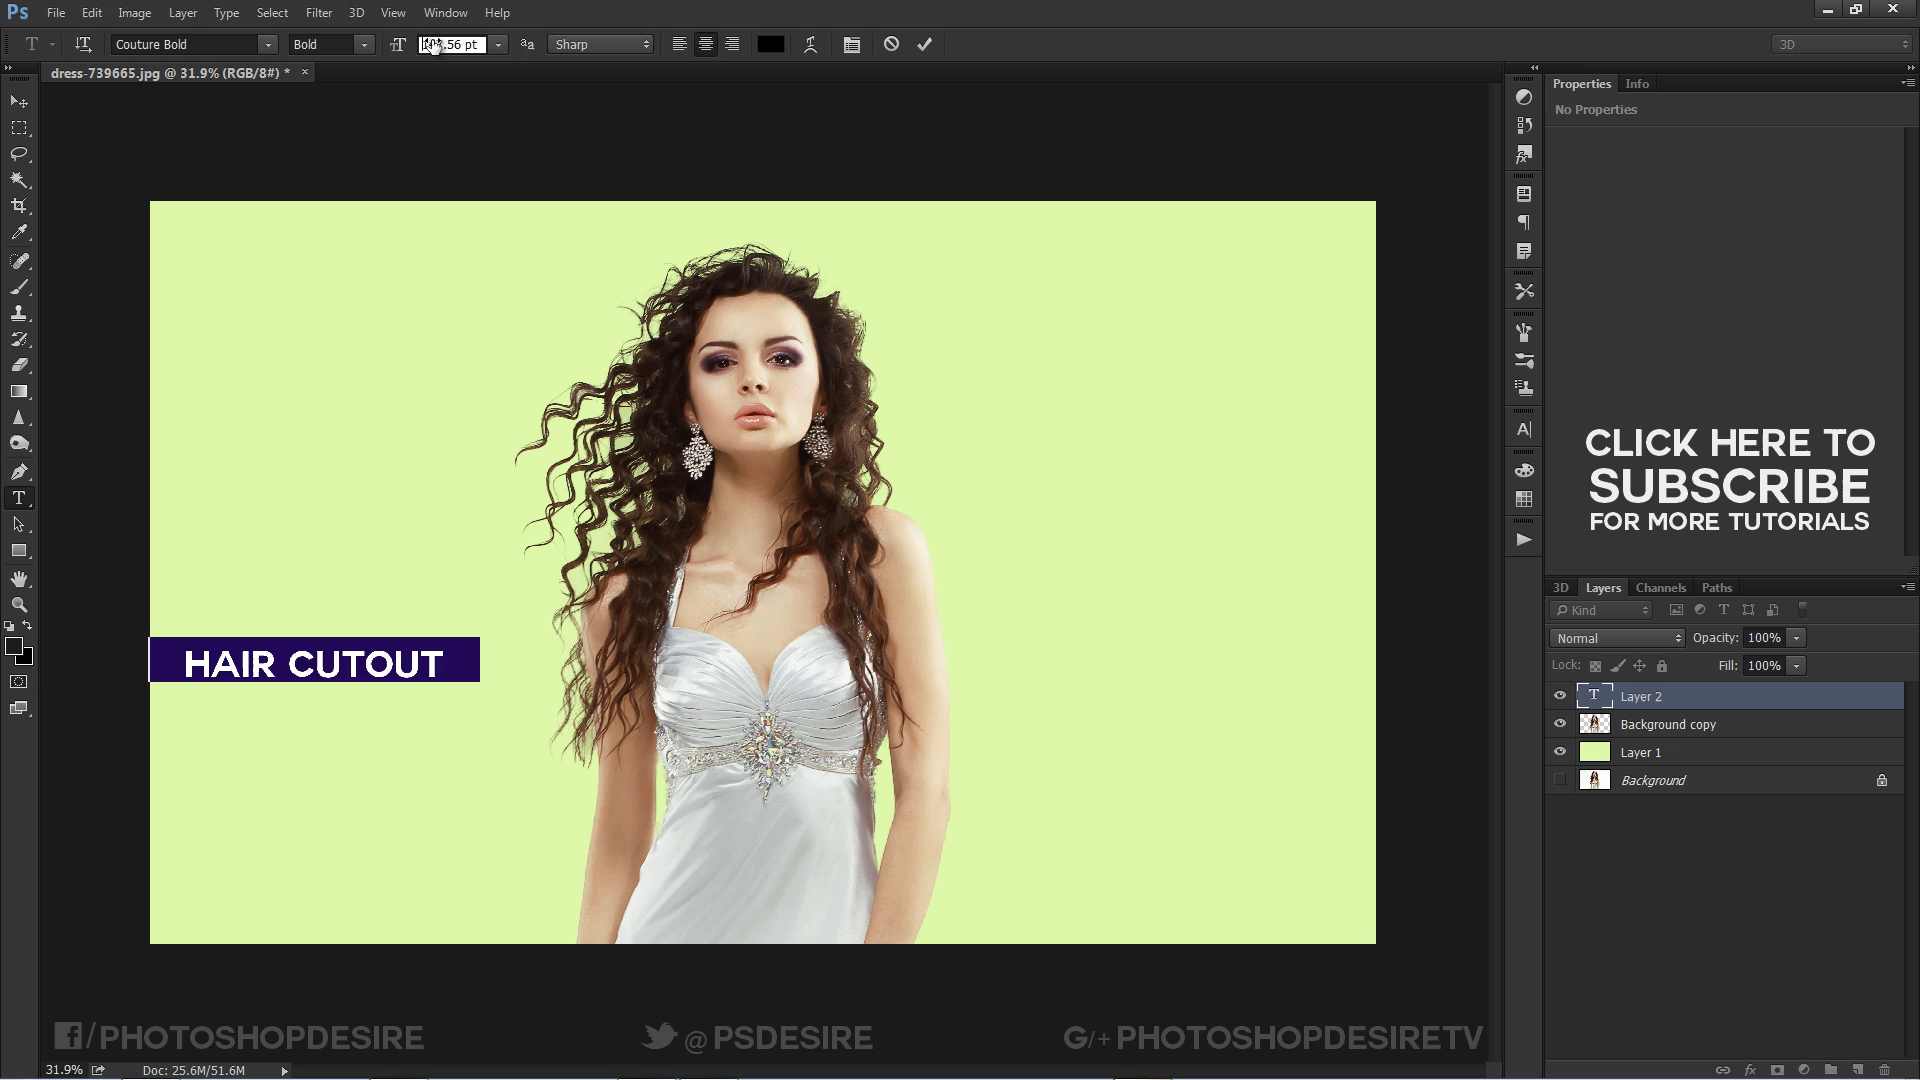 Ps File Edit Image Layer Type Select Filter 3D View Window Help
T Couture Bold Bold .56 pt aa Sharp 3D
dress-739665.jpg @ 31.9% (RGB/8#) * ×
Properties Info
No Properties
CLICK HERE TO
SUBSCRIBE
FOR MORE TUTORIALS
HAIR CUTOUT
3D Layers Channels Paths
Kind
Normal Opacity: 100%
Lock: Fill: 100%
T Layer 2
Background copy
Layer 1
Background
f/PHOTOSHOPDESIRE @PSDESIRE G/+PHOTOSHOPDESIRETV
31.9% Doc: 25.6M/51.6M